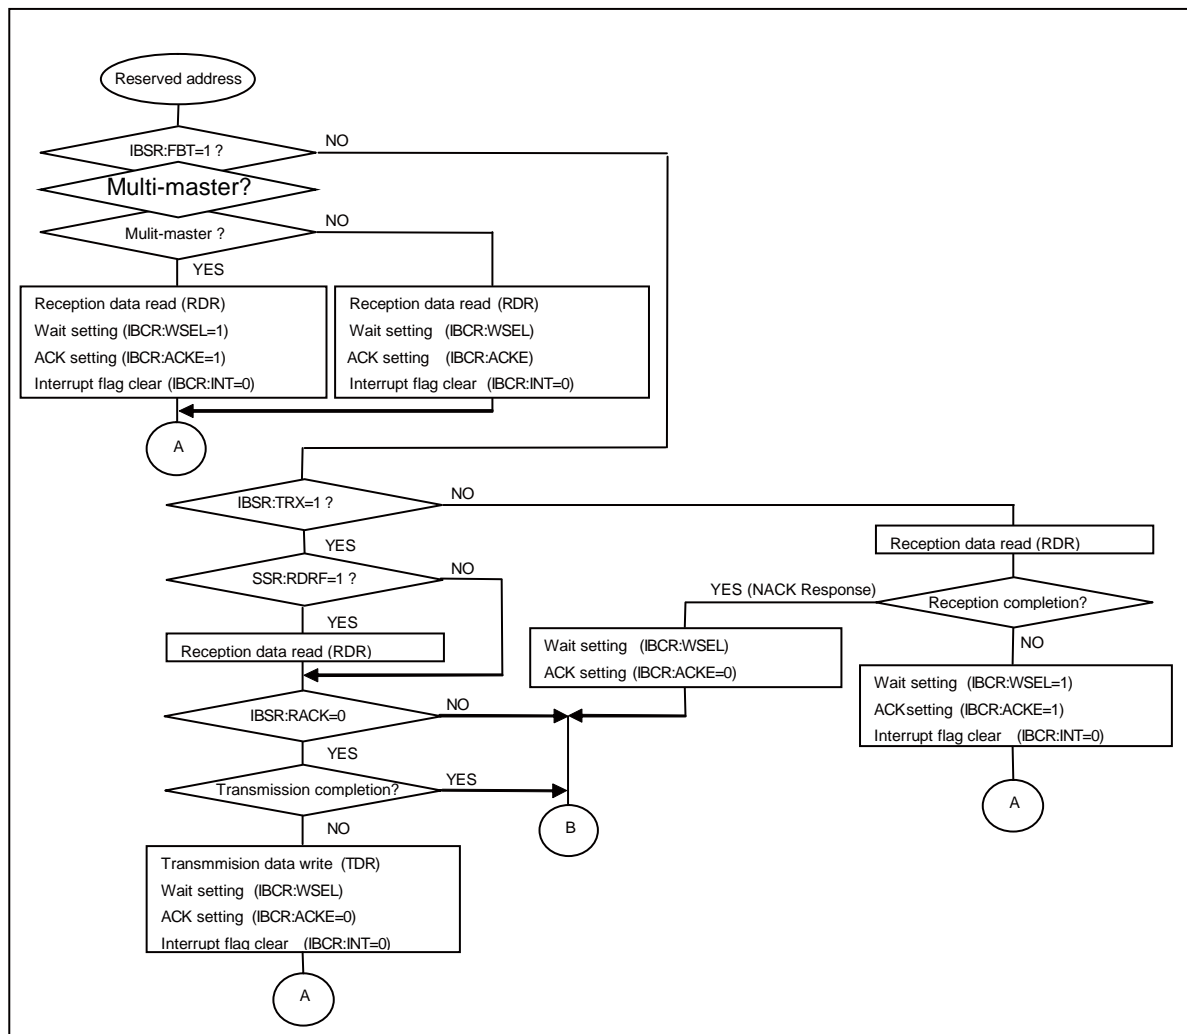 Reserved address
IBSR:FBT=1 ?
NO
Multi-master?
Mulit-master ?
NO
YES
Reception data read (RDR)
Wait setting (IBCR:WSEL=1)
ACK setting (IBCR:ACKE=1)
Interrupt flag clear (IBCR:INT=0)
Reception data read (RDR)
Wait setting (IBCR:WSEL)
ACK setting (IBCR:ACKE)
Interrupt flag clear (IBCR:INT=0)
A
IBSR:TRX=1 ?
NO
YES
Reception data read (RDR)
SSR:RDRF=1 ?
NO
YES
YES (NACK Response)
Reception completion?
NO
Reception data read (RDR)
Wait setting (IBCR:WSEL)
ACK setting (IBCR:ACKE=0)
Wait setting (IBCR:WSEL=1)
ACKsetting (IBCR:ACKE=1)
Interrupt flag clear (IBCR:INT=0)
IBSR:RACK=0
NO
YES
Transmission completion?
YES
NO
A
B
Transmmision data write (TDR)
Wait setting (IBCR:WSEL)
ACK setting (IBCR:ACKE=0)
Interrupt flag clear (IBCR:INT=0)
A